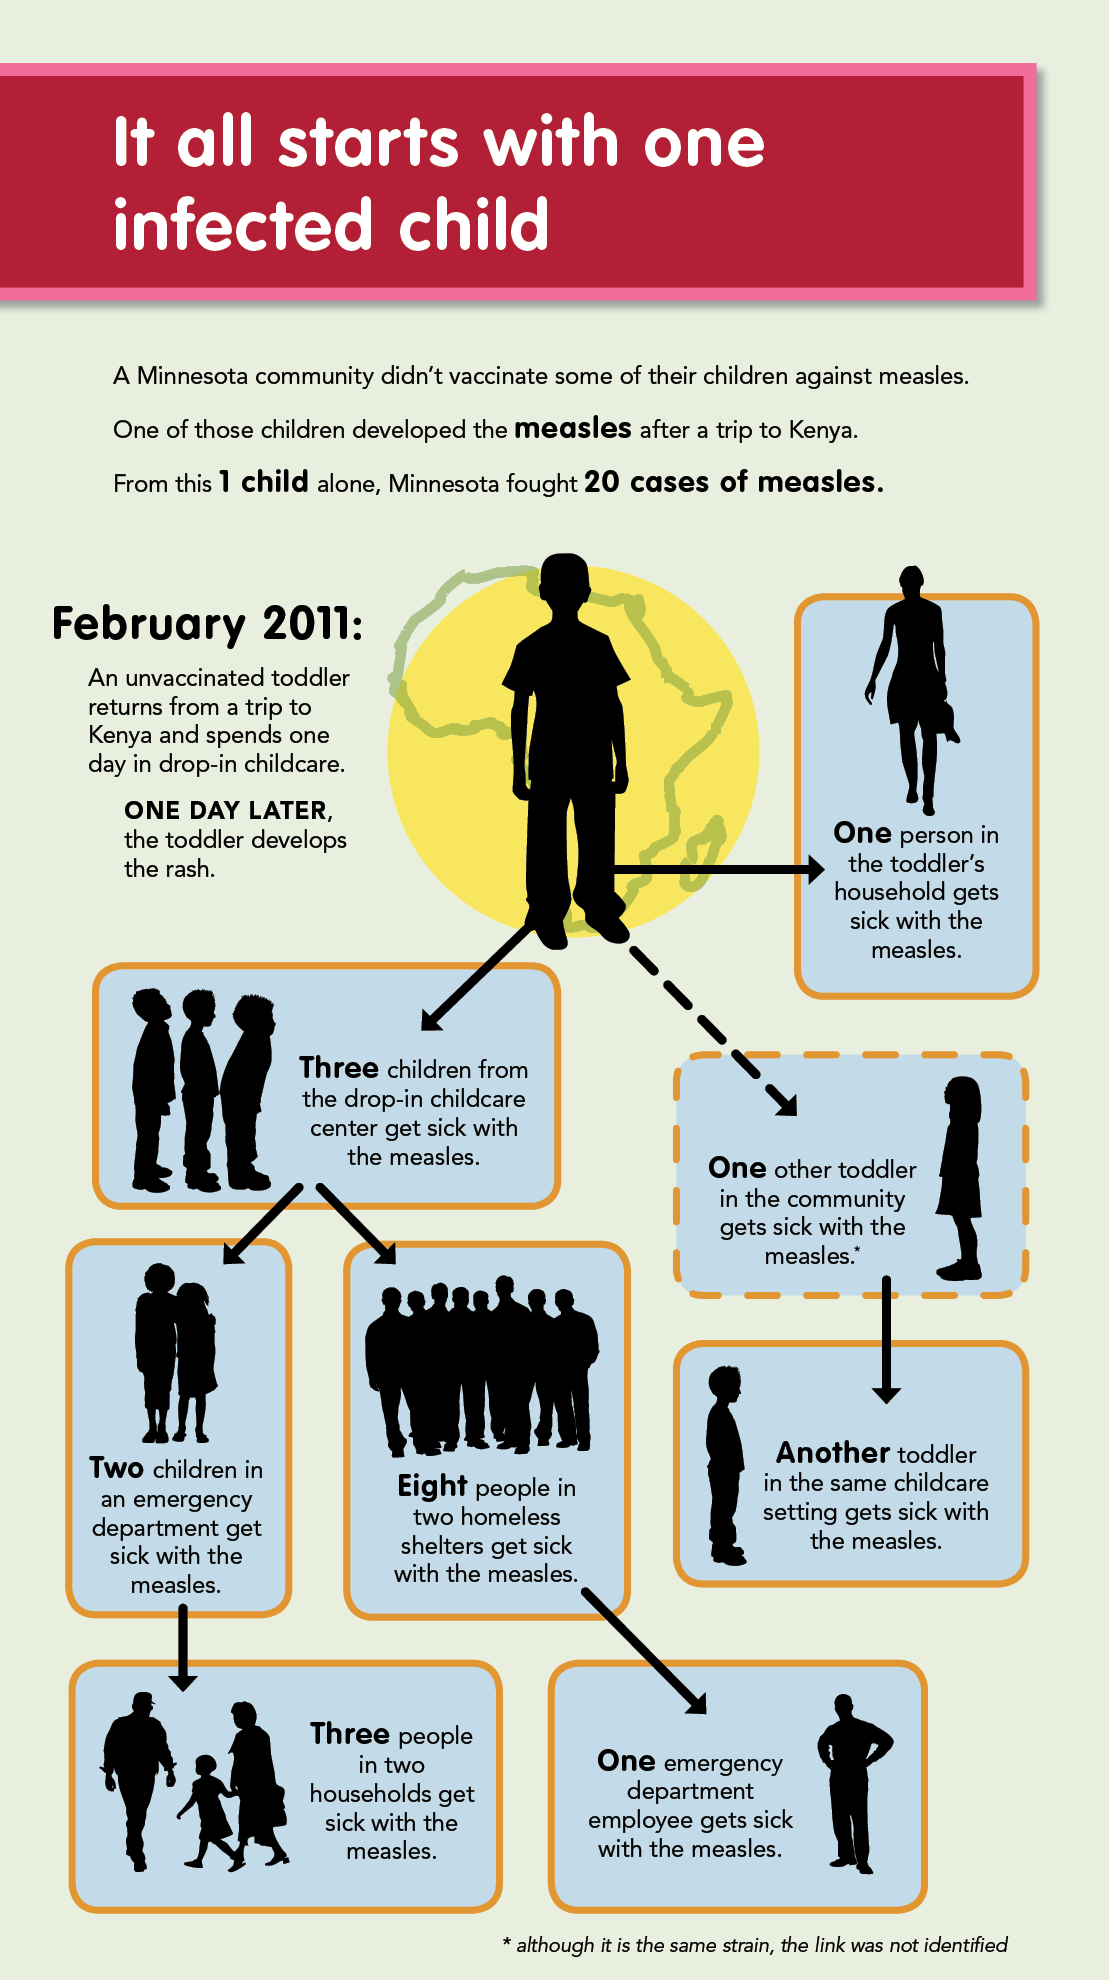 It all starts with one
infected child
A Minnesota community didn't vaccinate some of their children against measles.
One of those children developed the measles after a trip to Kenya.
From this 1 child alone, Minnesota fought 20 cases of measles.
February 2011:
An unvaccinated toddler
returns from a trip to
Kenya and spends one
day in drop-in childcare.
ONE DAY LATER,
the toddler develops
the rash.
One person in
the toddler's
household gets
sick with the
measles.
Three children from
the drop-in childcare
center get sick with
the measles.
One other toddler
in the community
gets sick with the
measles.*
Two children in
an emergency
department get
sick with the
measles.
Eight people in
two homeless
shelters get sick
with the measles.
Another toddler
in the same childcare
setting gets sick with
the measles.
Three people
in two
households get
sick with the
measles.
One emergency
department
employee gets sick
with the measles.
* although it is the same strain, the link was not identified